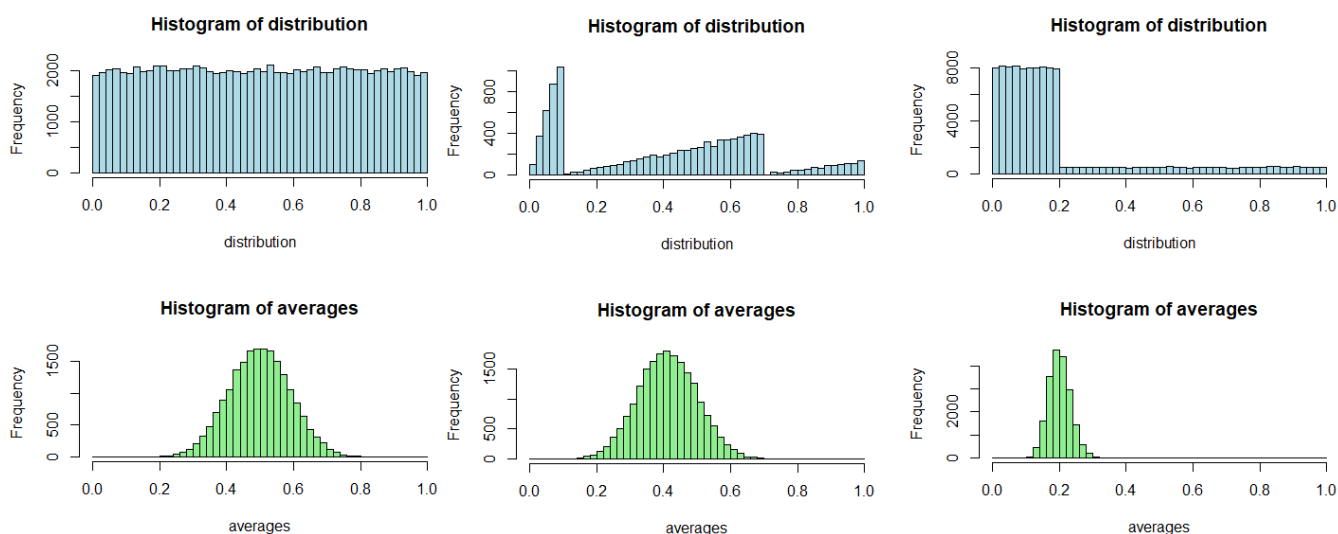 Histogram of distribution
Frequency
0 1000 2000
0.0 0.2 0.4 0.6 0.8 1.0
distribution
Histogram of distribution
Frequency
0 400 800
0.0 0.2 0.4 0.6 0.8 1.0
distribution
Histogram of distribution
Frequency
0 4000 8000
0.0 0.2 0.4 0.6 0.8 1.0
distribution
Histogram of averages
Frequency
0 500 1500
0.0 0.2 0.4 0.6 0.8 1.0
averages
Histogram of averages
Frequency
0 500 1500
0.0 0.2 0.4 0.6 0.8 1.0
averages
Histogram of averages
Frequency
0 2000
0.0 0.2 0.4 0.6 0.8 1.0
averages